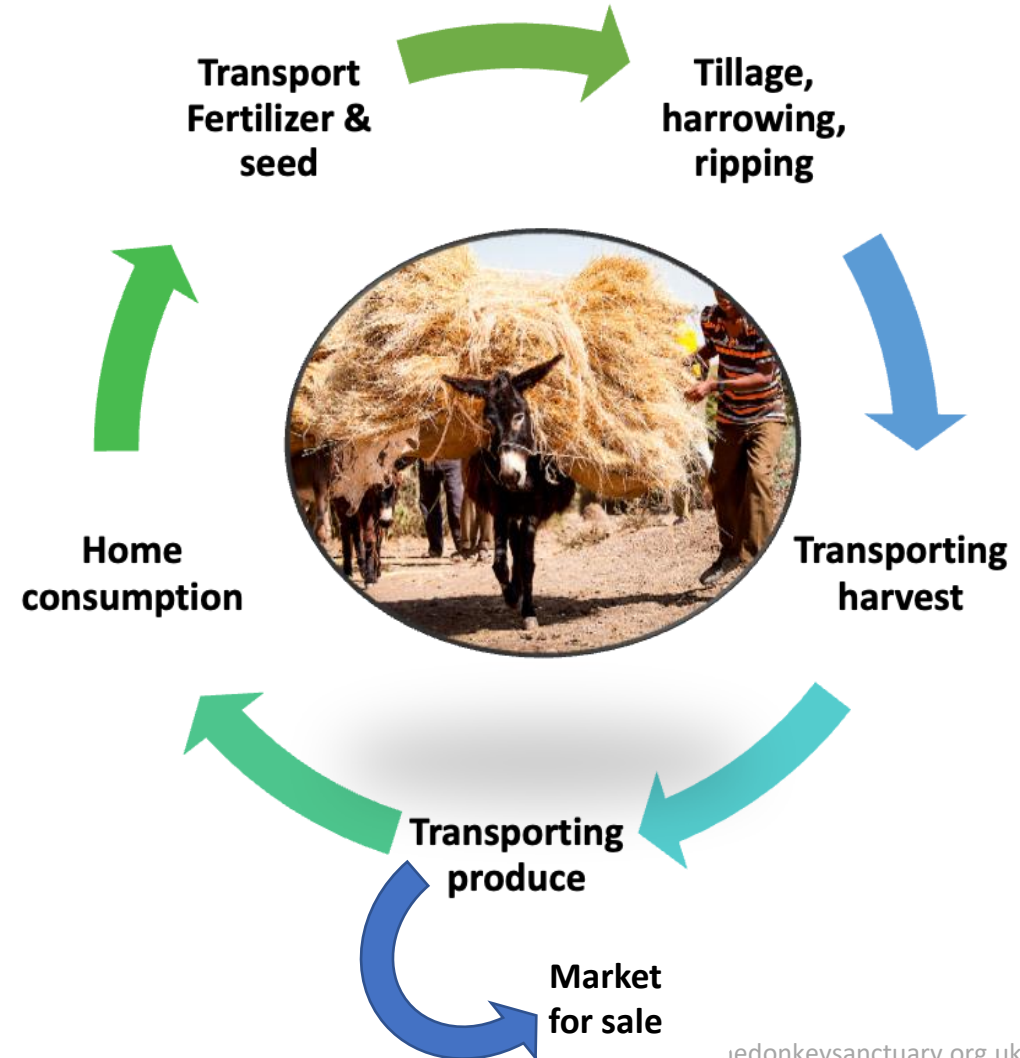 Transport
Fertilizer &
seed
Tillage,
harrowing,
ripping
Transporting
harvest
Transporting
produce
Market
for sale
Home
consumption